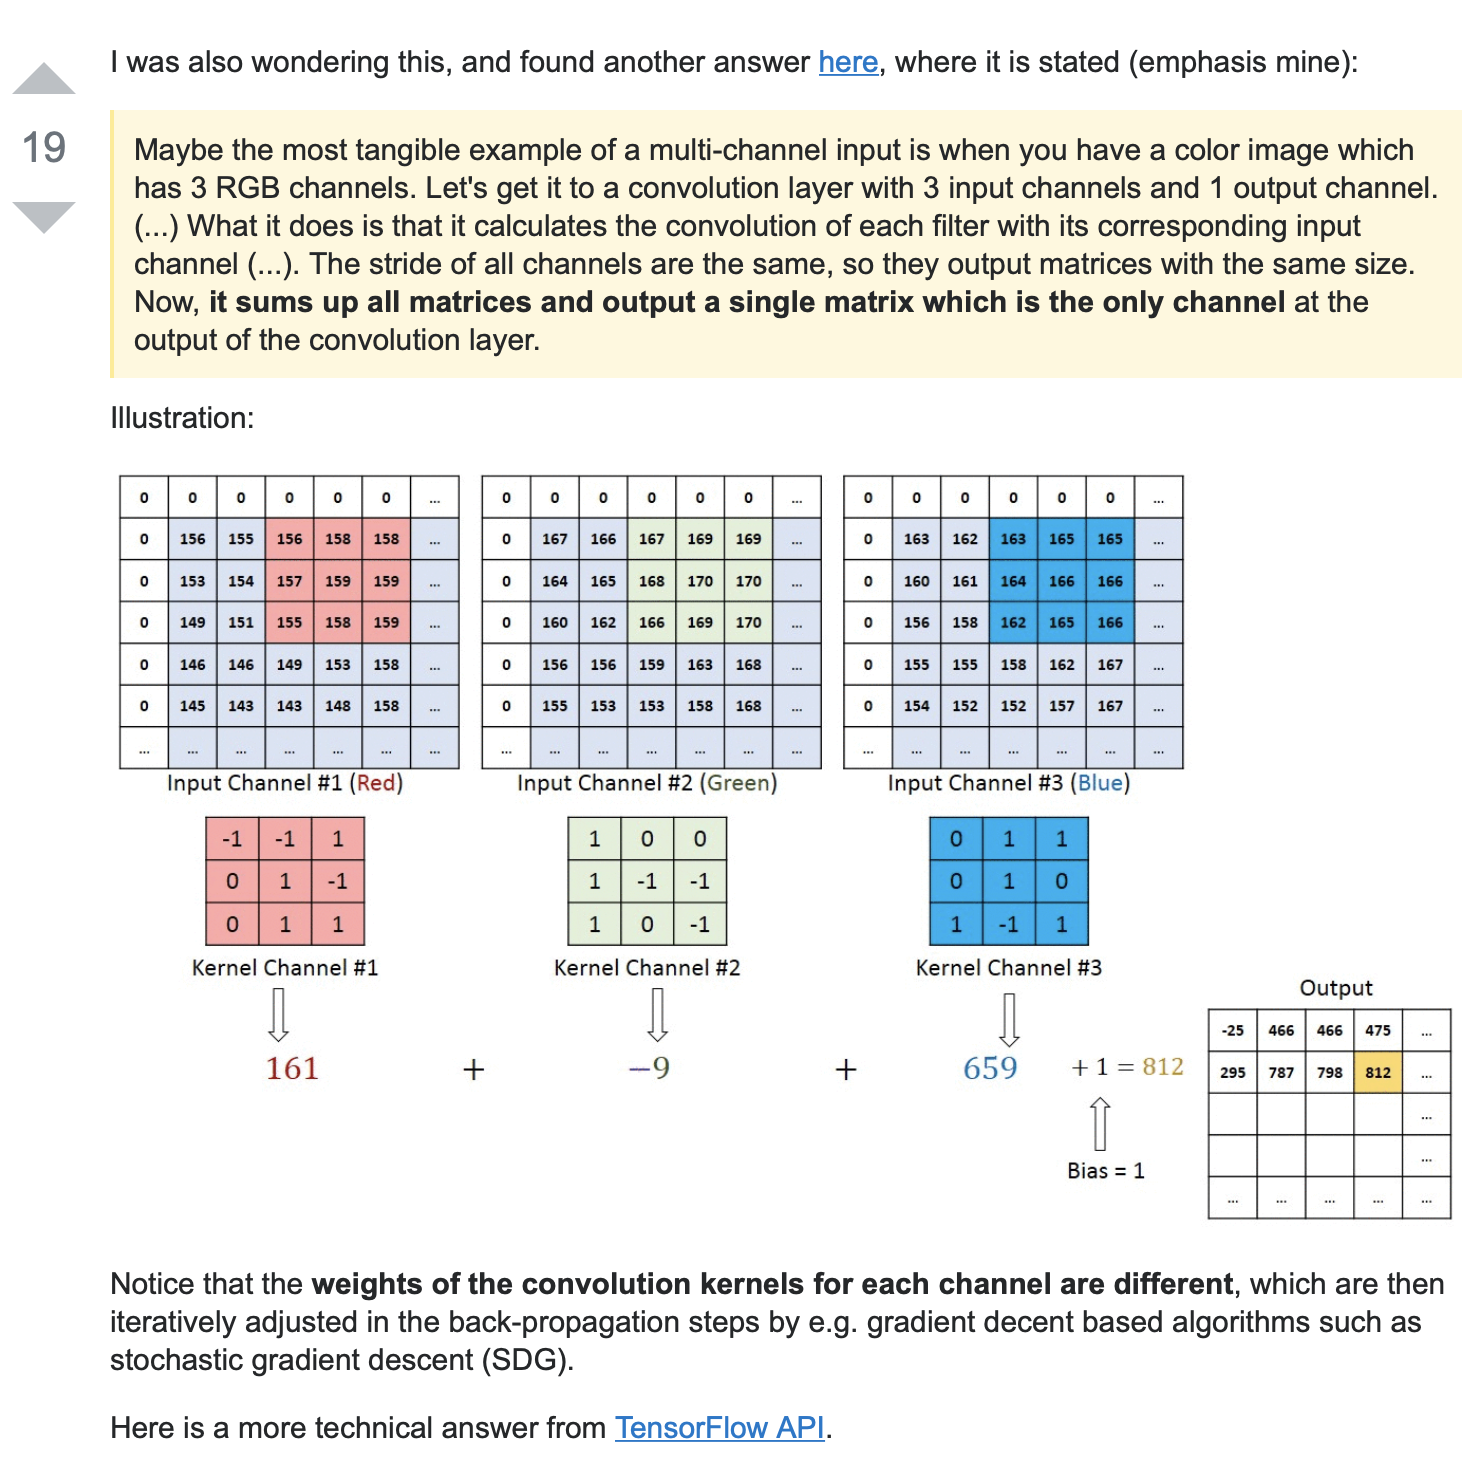 I was also wondering this, and found another answer here, where it is stated (emphasis mine):
19
Maybe the most tangible example of a multi-channel input is when you have a color image which
has 3 RGB channels. Let's get it to a convolution layer with 3 input channels and 1 output channel.
(...) What it does is that it calculates the convolution of each filter with its corresponding input
channel (...). The stride of all channels are the same, so they output matrices with the same size.
Now, it sums up all matrices and output a single matrix which is the only channel at the
output of the convolution layer.
Illustration:
0 0 0 0 0 0 ... 0 0 0 0 0 0 ... 0 0 0 0 0 0 ...
0 156 155 156 158 158 ... 0 167 166 167 169 169 ... 0 163 162 163 165 165 ...
0 153 154 157 159 159 ... 0 164 165 168 170 170 ... 0 160 161 164 166 166 ...
0 149 151 155 158 159 ... 0 160 162 166 169 170 ... 0 156 158 162 165 166 ...
0 146 146 149 153 158 ... 0 156 156 159 163 168 ... 0 155 155 158 162 167 ...
0 145 143 143 148 158 ... 0 155 153 153 158 168 ... 0 154 152 152 157 167 ...
... ... ... ... ... ... ... ... ... ... ... ... ... ... ... ... ... ... ... ... ...
Input Channel #1 (Red) Input Channel #2 (Green) Input Channel #3 (Blue)
-1 -1 1 1 0 0 0 1 1
0 1 -1 1 -1 -1 0 1 0
0 1 1 1 0 -1 1 -1 1
Kernel Channel #1 Kernel Channel #2 Kernel Channel #3
161 + −9 + 659 + 1 = 812
Bias = 1
Output
-25 466 466 475 ...
295 787 798 812 ...
...
...
... ... ... ... ...
Notice that the weights of the convolution kernels for each channel are different, which are then
iteratively adjusted in the back-propagation steps by e.g. gradient decent based algorithms such as
stochastic gradient descent (SDG).
Here is a more technical answer from TensorFlow API.